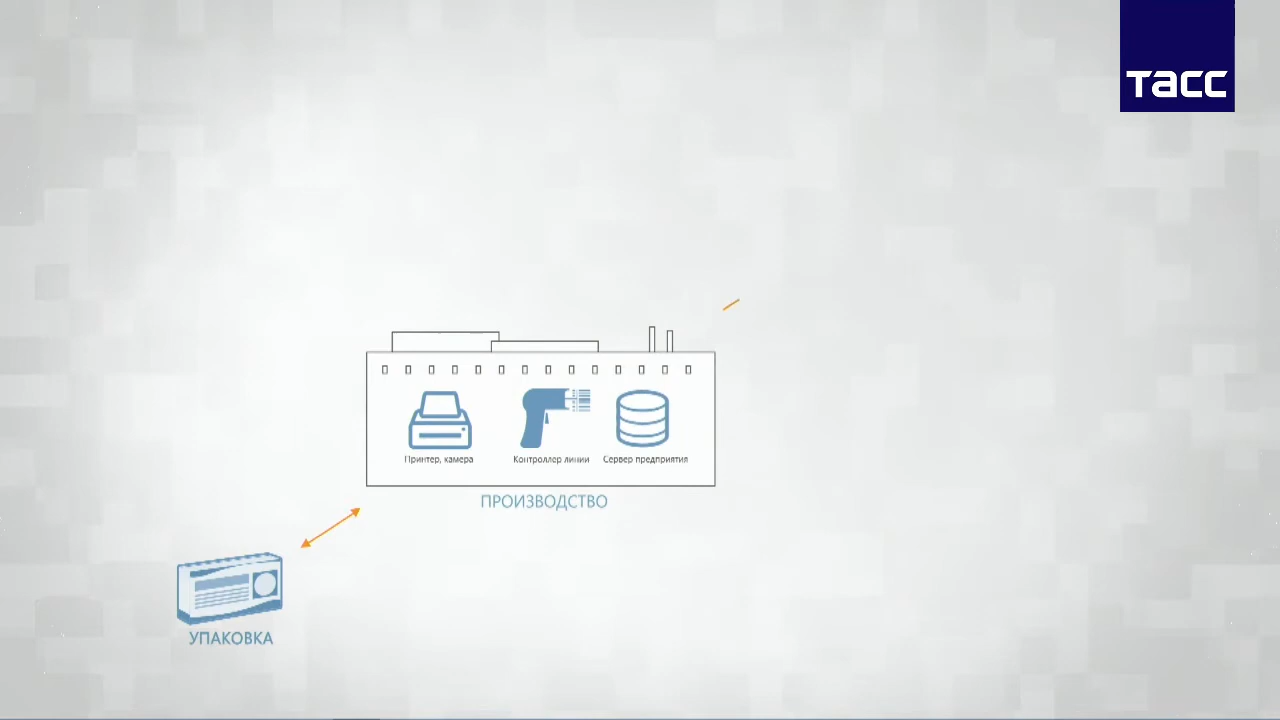 тасс
Принтер, камера
Контроллер линии
Сервер предприятия
ПРОИЗВОДСТВО
УПАКОВКА